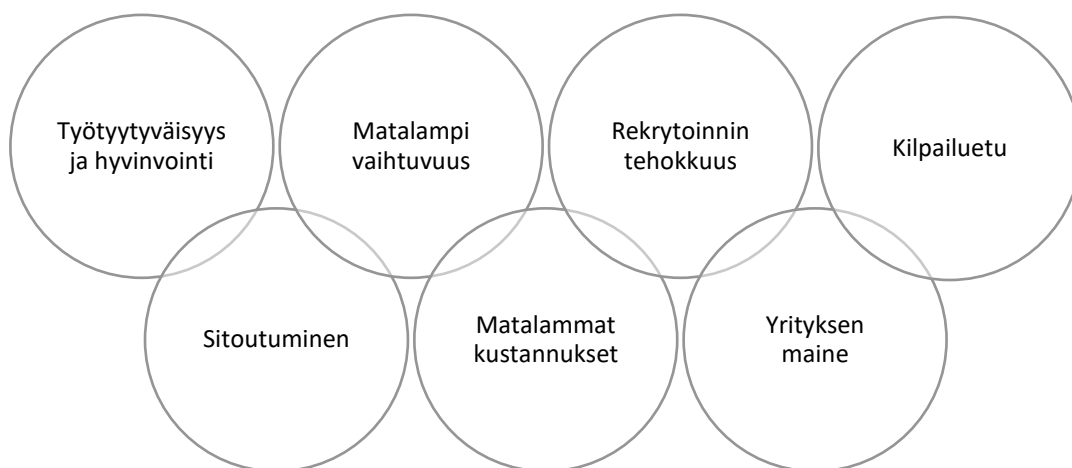 Työtyytyväisyys
ja hyvinvointi
Matalampi
vaihtuvuus
Rekrytoinnin
tehokkuus
Kilpailuetu
Sitoutuminen
Matalammat
kustannukset
Yrityksen
maine